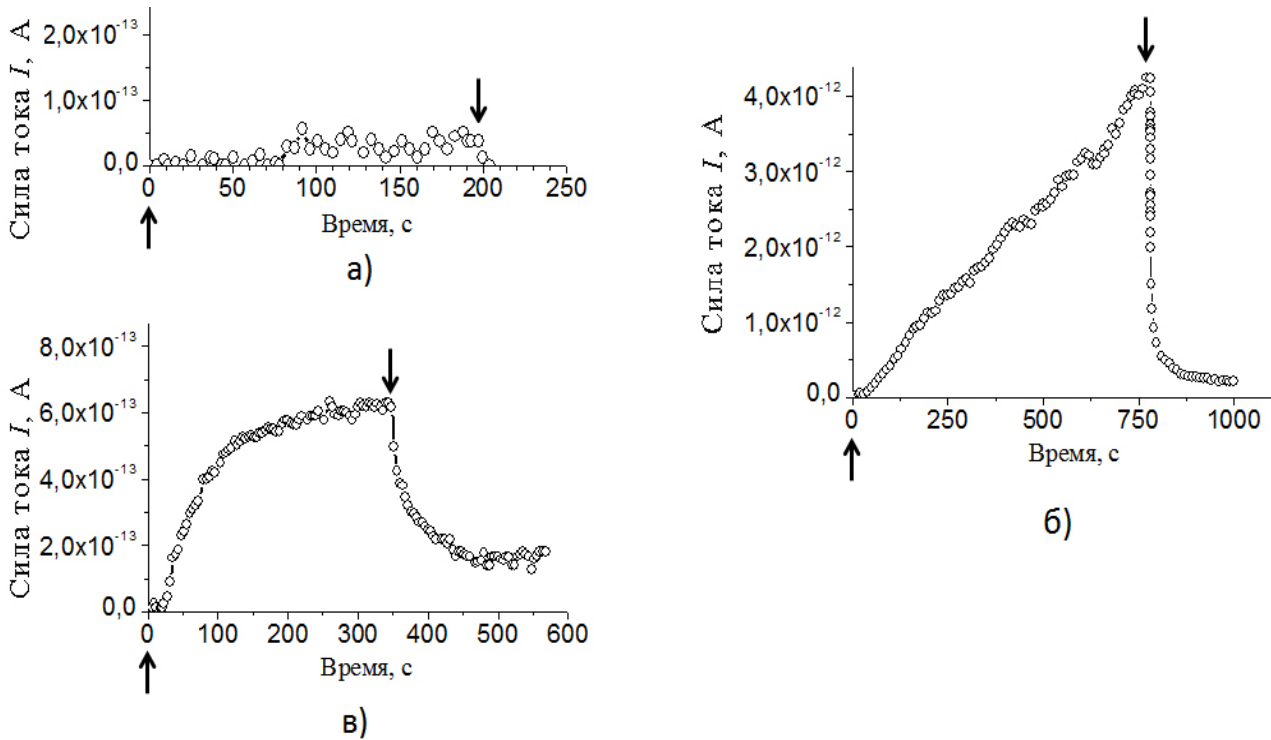 Сила тока I, А
2,0x10⁻¹³
1,0x10⁻¹³
0,0
0 50 100 150 200 250
Время, с
а)
Сила тока I, А
4,0x10⁻¹²
3,0x10⁻¹²
2,0x10⁻¹²
1,0x10⁻¹²
0,0
0 250 500 750 1000
Время, с
б)
Сила тока I, А
8,0x10⁻¹³
6,0x10⁻¹³
4,0x10⁻¹³
2,0x10⁻¹³
0,0
0 100 200 300 400 500 600
Время, с
в)